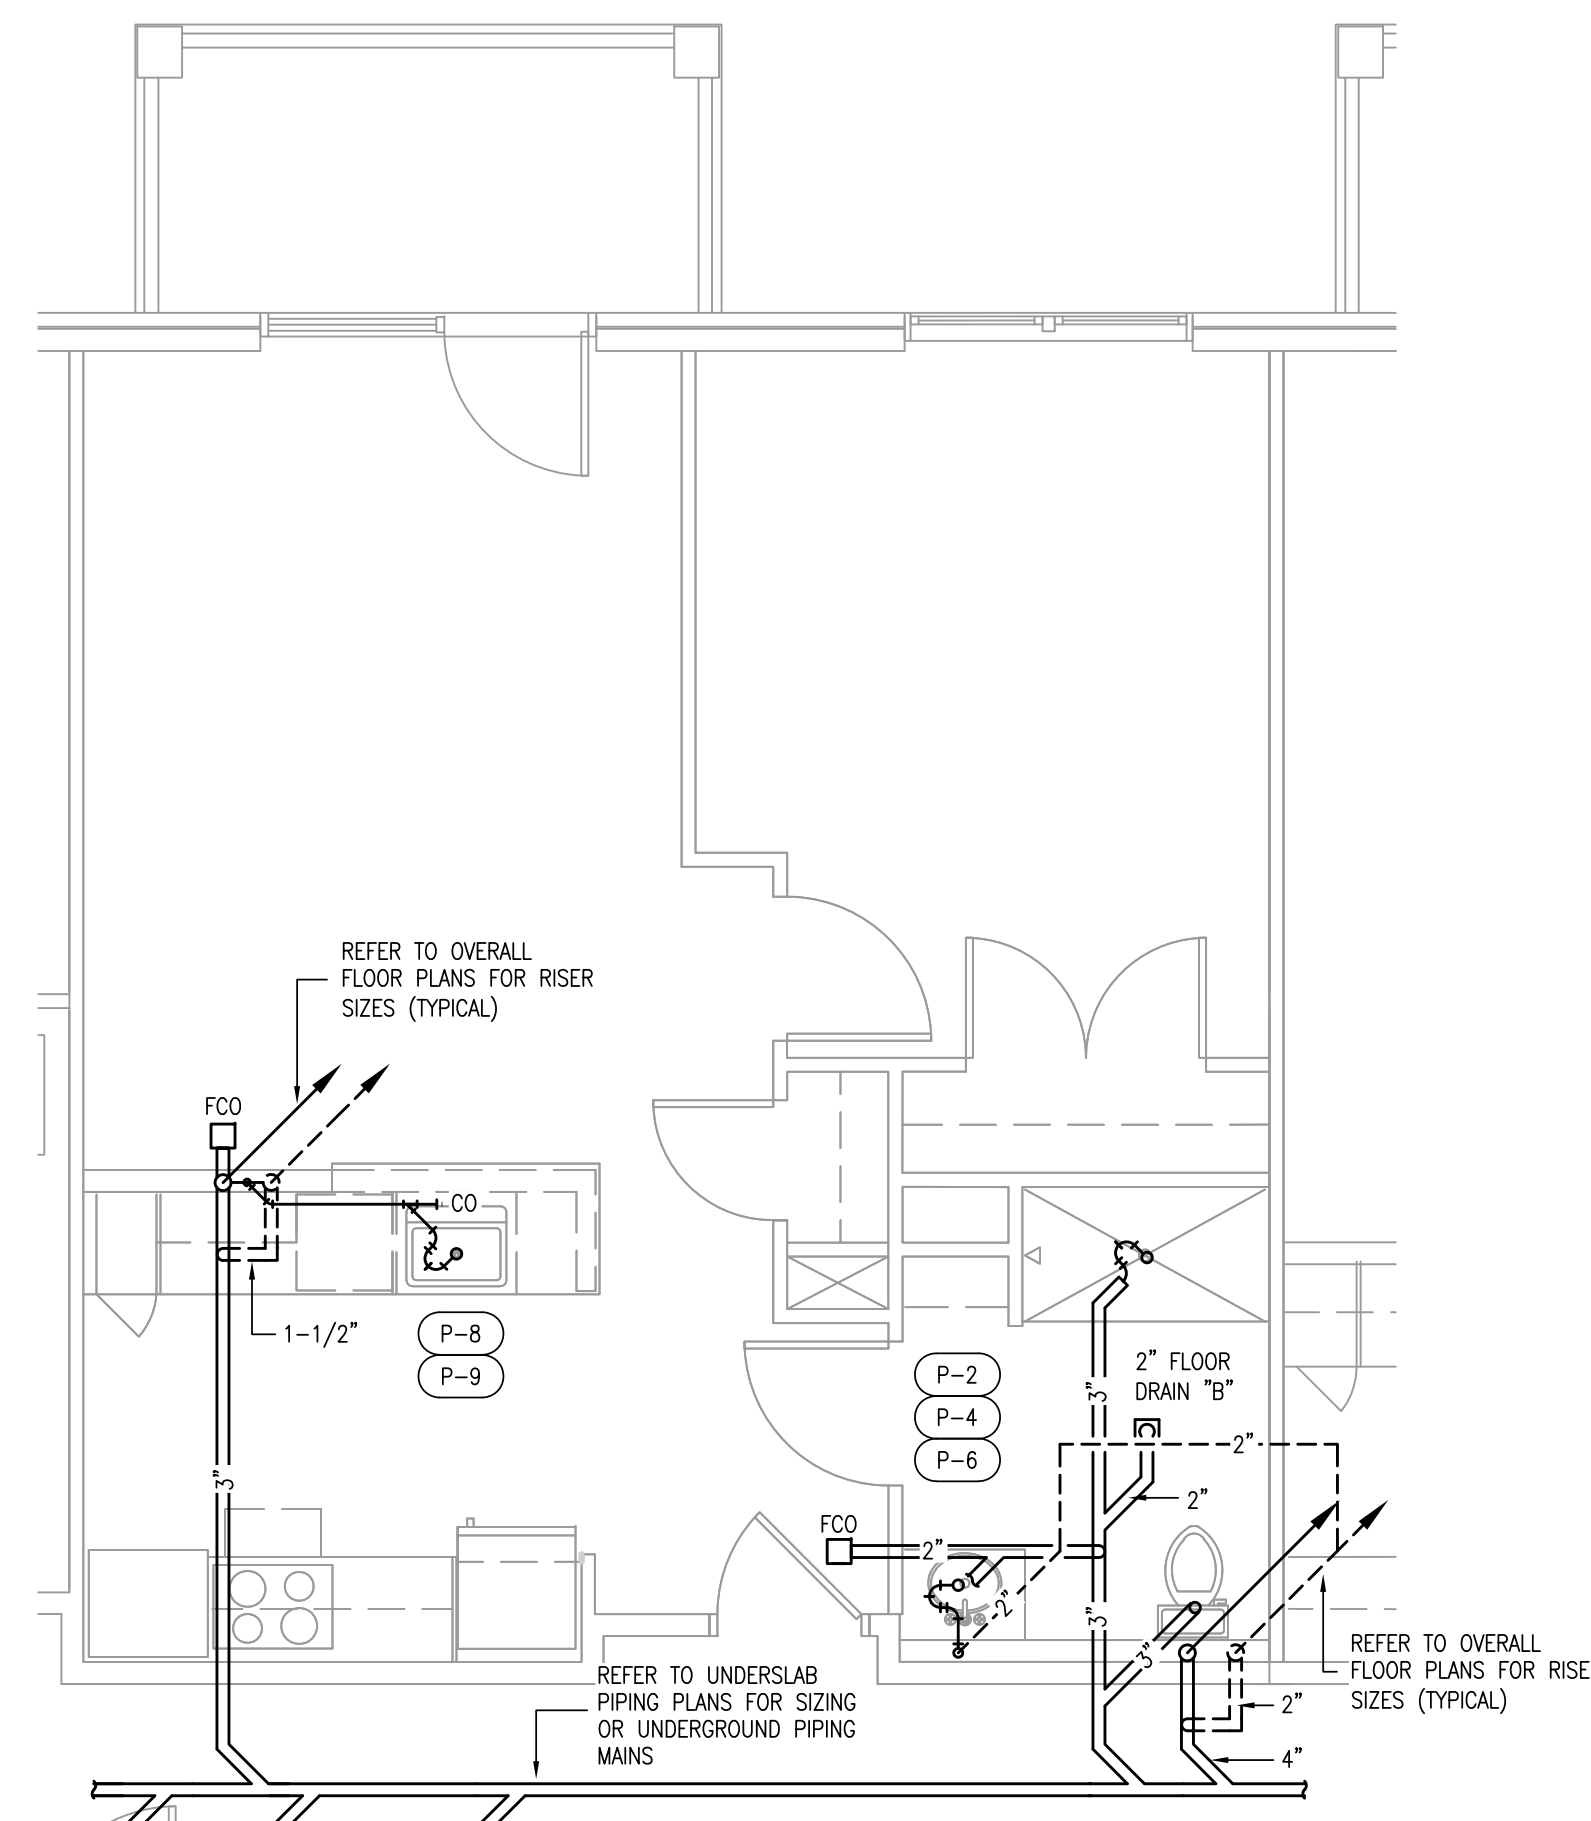 REFER TO OVERALL
FLOOR PLANS FOR RISER
SIZES (TYPICAL)
FCO
CO
1-1/2"
P-8
P-9
3"
P-2
P-4
P-6
3"
2" FLOOR
DRAIN "B"
2"
2"
FCO
2"
2"
3"
3"
REFER TO OVERALL
FLOOR PLANS FOR RISE
SIZES (TYPICAL)
2"
4"
REFER TO UNDERSLAB
PIPING PLANS FOR SIZING
OR UNDERGROUND PIPING
MAINS